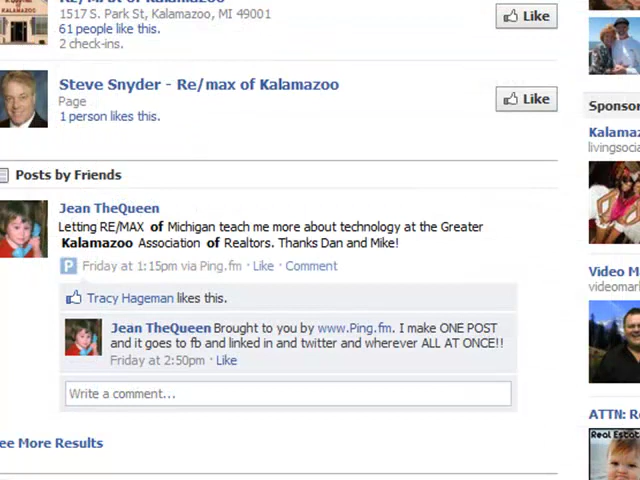 1517 S. Park St, Kalamazoo, MI 49001
61 people like this.
2 check-ins.
Like
Steve Snyder - Re/max of Kalamazoo
Page
1 person likes this.
Like
Posts by Friends
Jean TheQueen
Letting RE/MAX of Michigan teach me more about technology at the Greater
Kalamazoo Association of Realtors. Thanks Dan and Mike!
Friday at 1:15pm via Ping.fm · Like · Comment
Tracy Hageman likes this.
Jean TheQueen Brought to you by www.Ping.fm. I make ONE POST
and it goes to fb and linked in and twitter and wherever ALL AT ONCE!!
Friday at 2:50pm · Like
Write a comment...
ee More Results
Sponsor
Kalama
livingsoci
Video M
videomar
ATTN: R
Real Estat